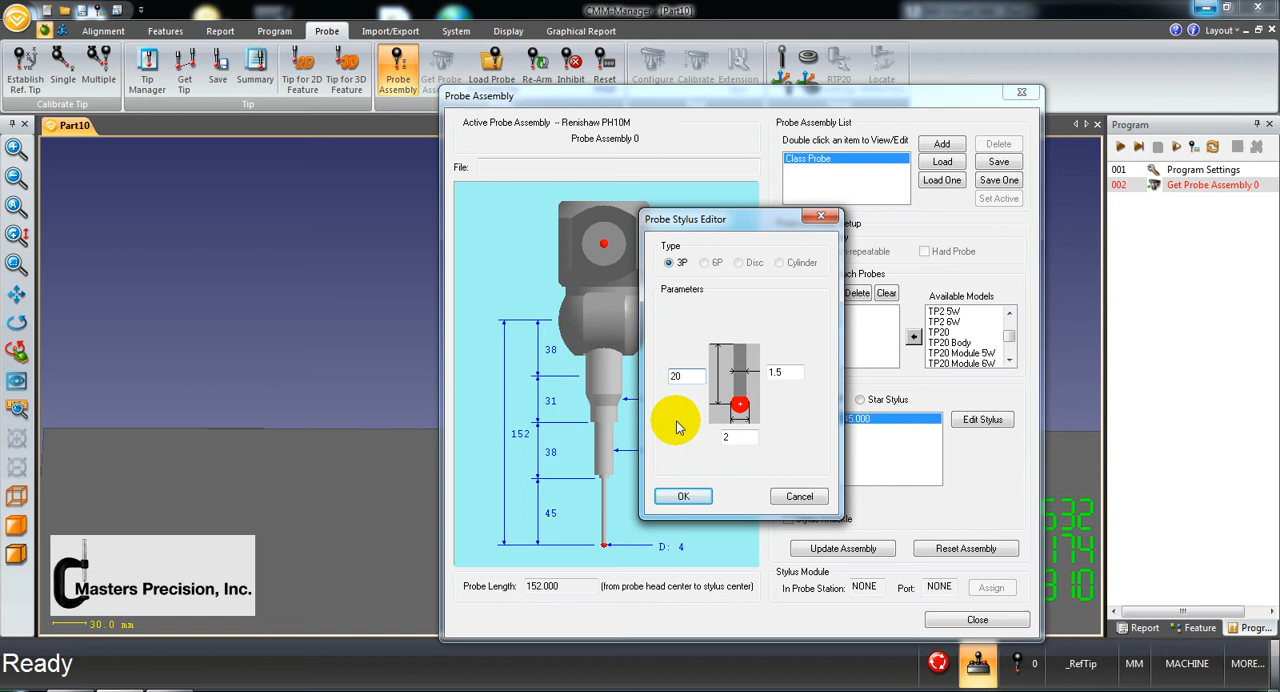 CMM-Manager - [Part10]
Alignment
Features
Report
Program
Probe
Import/Export
System
Display
Graphical Report
Layout
Establish Ref. Tip
Single
Multiple
Tip Manager
Get Tip
Save
Summary
Tip for 2D Feature
Tip for 3D Feature
Probe Assembly
Get Probe Assembly
Load Probe
Re-Arm
Inhibit
Reset
Configure
Calibrate
Extension
RTP20
Locate
Calibrate Tip
Tip
Part10
Probe Assembly
Active Probe Assembly -- Renishaw PH10M
Probe Assembly 0
File:
38
31
152
38
45
D: 4
Probe Length:
152.000
(from probe head center to stylus center)
Probe Assembly List
Double click an item to View/Edit
Class Probe
Add
Delete
Load
Save
Load One
Save One
Set Active
Hard Probe
Delete
Clear
Available Models
TP2 5W
TP2 6W
TP20
TP20 Body
TP20 Module 5W
TP20 Module 6W
Star Stylus
Edit Stylus
Update Assembly
Reset Assembly
Stylus Module
In Probe Station:
NONE
Port:
NONE
Assign
Close
Probe Stylus Editor
Type
3P
6P
Disc
Cylinder
Parameters
20
1.5
2
OK
Cancel
Program
001
Program Settings
002
Get Probe Assembly 0
Report
Feature
Progr...
CMasters Precision, Inc.
30.0 mm
Ready
0
_RefTip
MM
MACHINE
MORE...